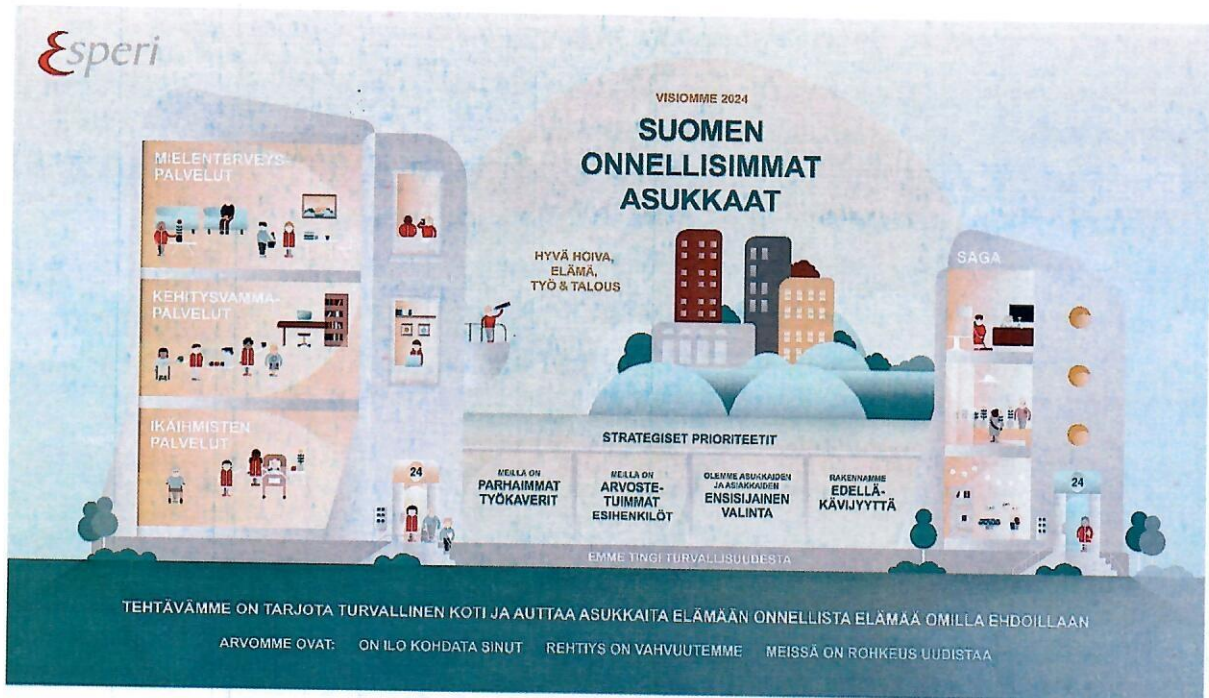 Esperi
VISIOMME 2024
SUOMEN
ONNELLISIMMAT
ASUKKAAT
HYVÄ HOIVA,
ELÄMÄ,
TYÖ & TALOUS
MIELENTERVEYS-
PALVELUT
KEHITYSVAMMA-
PALVELUT
IKÄIHMISTEN
PALVELUT
24
SAGA
24
STRATEGISET PRIORITEETIT
MEILLÄ ON
PARHAIMMAT
TYÖKAVERIT
MEILLÄ ON
ARVOSTE-
TUIMMAT
ESIHENKILÖT
OLEMME ASUKKAIDEN
JA ASIAKKAIDEN
ENSISIJAINEN
VALINTA
RAKENNAMME
EDELLÄ-
KÄVIJYYTTÄ
EMME TINGI TURVALLISUUDESTA
TEHTÄVÄMME ON TARJOTA TURVALLINEN KOTI JA AUTTAA ASUKKAITA ELÄMÄÄN ONNELLISTA ELÄMÄÄ OMILLA EHDOILLAAN
ARVOMME OVAT: ON ILO KOHDATA SINUT REHTIYS ON VAHVUUTEMME MEISSÄ ON ROHKEUS UUDISTAA